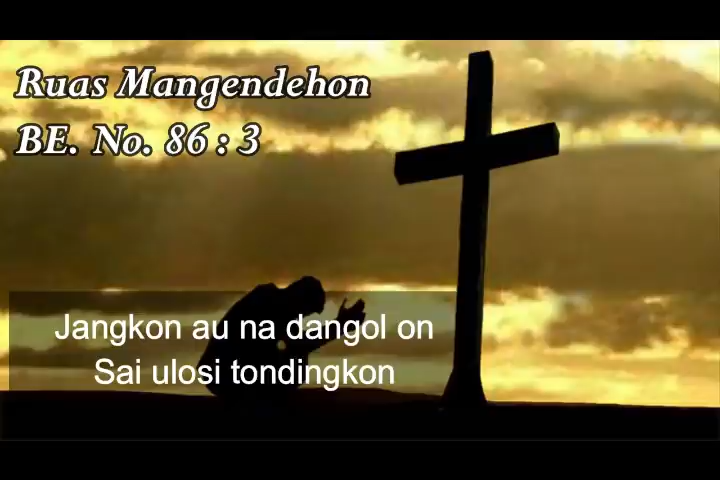 Ruas Mangendehon
BE. No. 86 : 3
Jangkon au na dangol on
Sai ulosi tondingkon